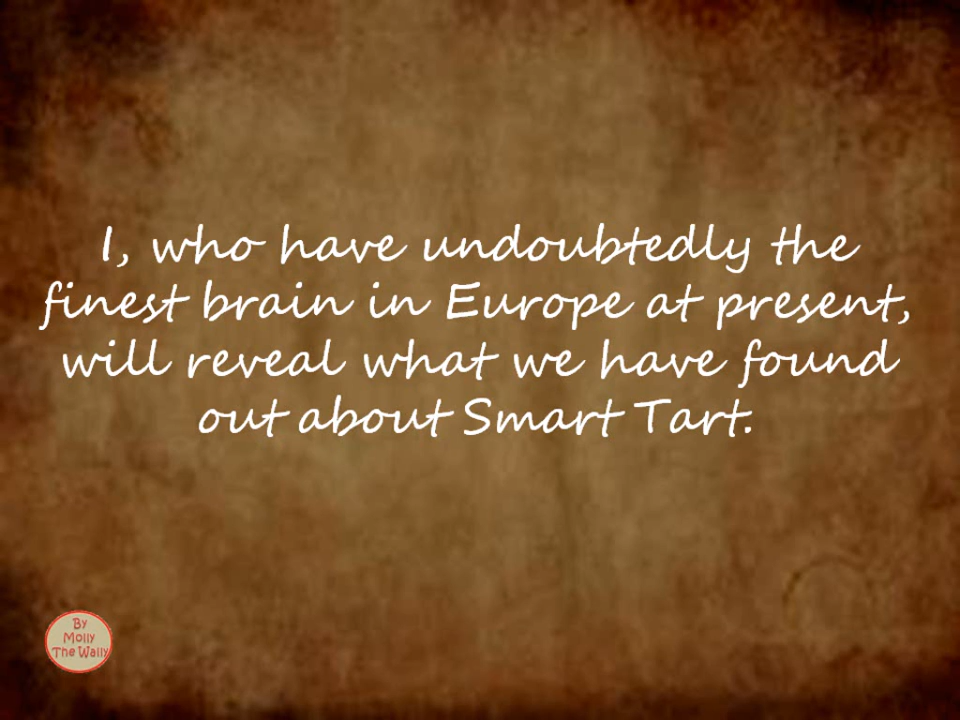 I, who have undoubtedly the
finest brain in Europe at present,
will reveal what we have found
out about Smart Tart.
By
Molly
The Wally